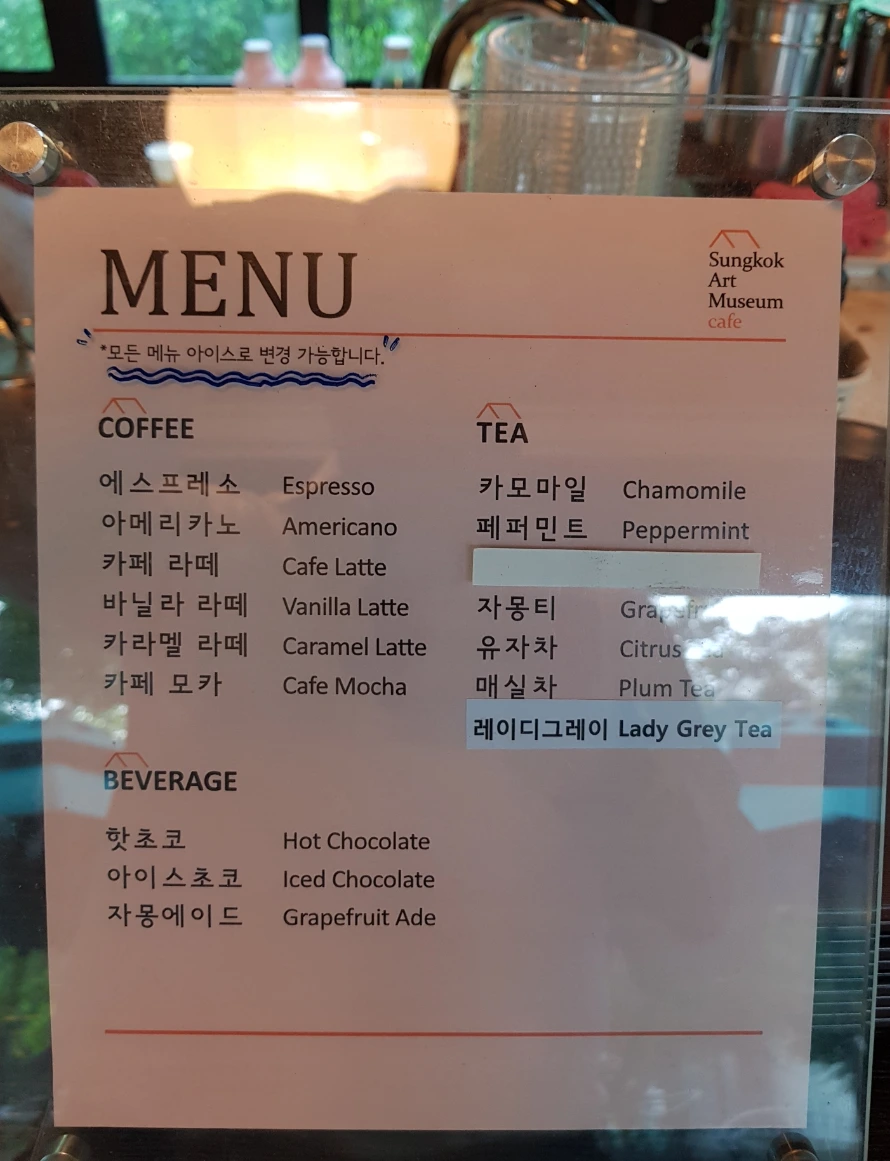 MENU
Sungkok
Art
Museum
cafe
"*모든 메뉴 아이스로 변경 가능합니다."
COFFEE
에스프레소 Espresso
아메리카노 Americano
카페 라떼 Cafe Latte
바닐라 라떼 Vanilla Latte
카라멜 라떼 Caramel Latte
카페 모카 Cafe Mocha
TEA
카모마일 Chamomile
페퍼민트 Peppermint
자몽티
유자차 Citrus
매실차 Plum Tea
레이디그레이 Lady Grey Tea
BEVERAGE
핫초코 Hot Chocolate
아이스초코 Iced Chocolate
자몽에이드 Grapefruit Ade